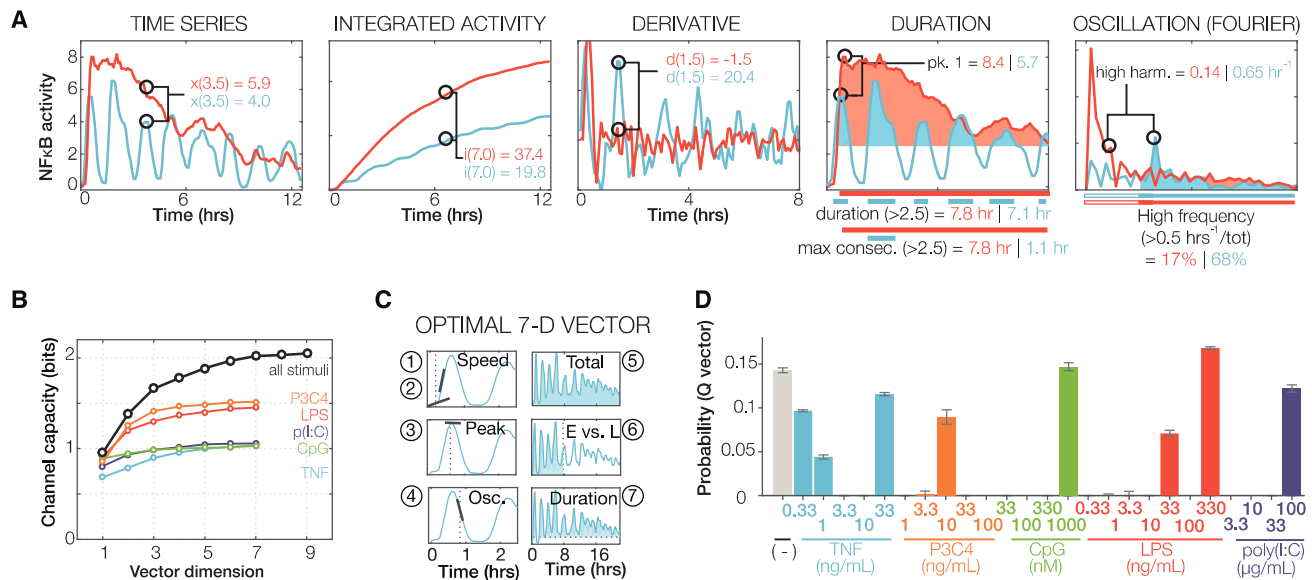 A
TIME SERIES
INTEGRATED ACTIVITY
DERIVATIVE
DURATION
OSCILLATION (FOURIER)
NFκB activity
8
6
4
2
0
x(3.5) = 5.9
x(3.5) = 4.0
0 6 12
Time (hrs)
i(7.0) = 37.4
i(7.0) = 19.8
0 6 12
Time (hrs)
d(1.5) = -1.5
d(1.5) = 20.4
0 4 8
Time (hrs)
pk. 1 = 8.4 | 5.7
duration (>2.5) = 7.8 hr | 7.1 hr
max consec. (>2.5) = 7.8 hr | 1.1 hr
high harm. = 0.14 | 0.65 hr⁻¹
High frequency
(>0.5 hrs⁻¹/tot)
= 17% | 68%
B
Channel capacity (bits)
2
1
0
all stimuli
P3C4
LPS
p(I:C)
CpG
TNF
1 3 5 7 9
Vector dimension
C
OPTIMAL 7-D VECTOR
1 Speed
2
3 Peak
4 Osc.
Total 5
E vs. L 6
Duration 7
0 1 2
Time (hrs)
0 8 16
Time (hrs)
D
Probability (Q vector)
0.15
0.1
0.05
0
0.33 3.3 33 3.3 33 33 330 0.33 3.3 33 330 10 100
1 10 1 10 100 100 1000 1 10 100 3.3 33
(-)
TNF
(ng/mL)
P3C4
(ng/mL)
CpG
(nM)
LPS
(ng/mL)
poly(I:C)
(µg/mL)